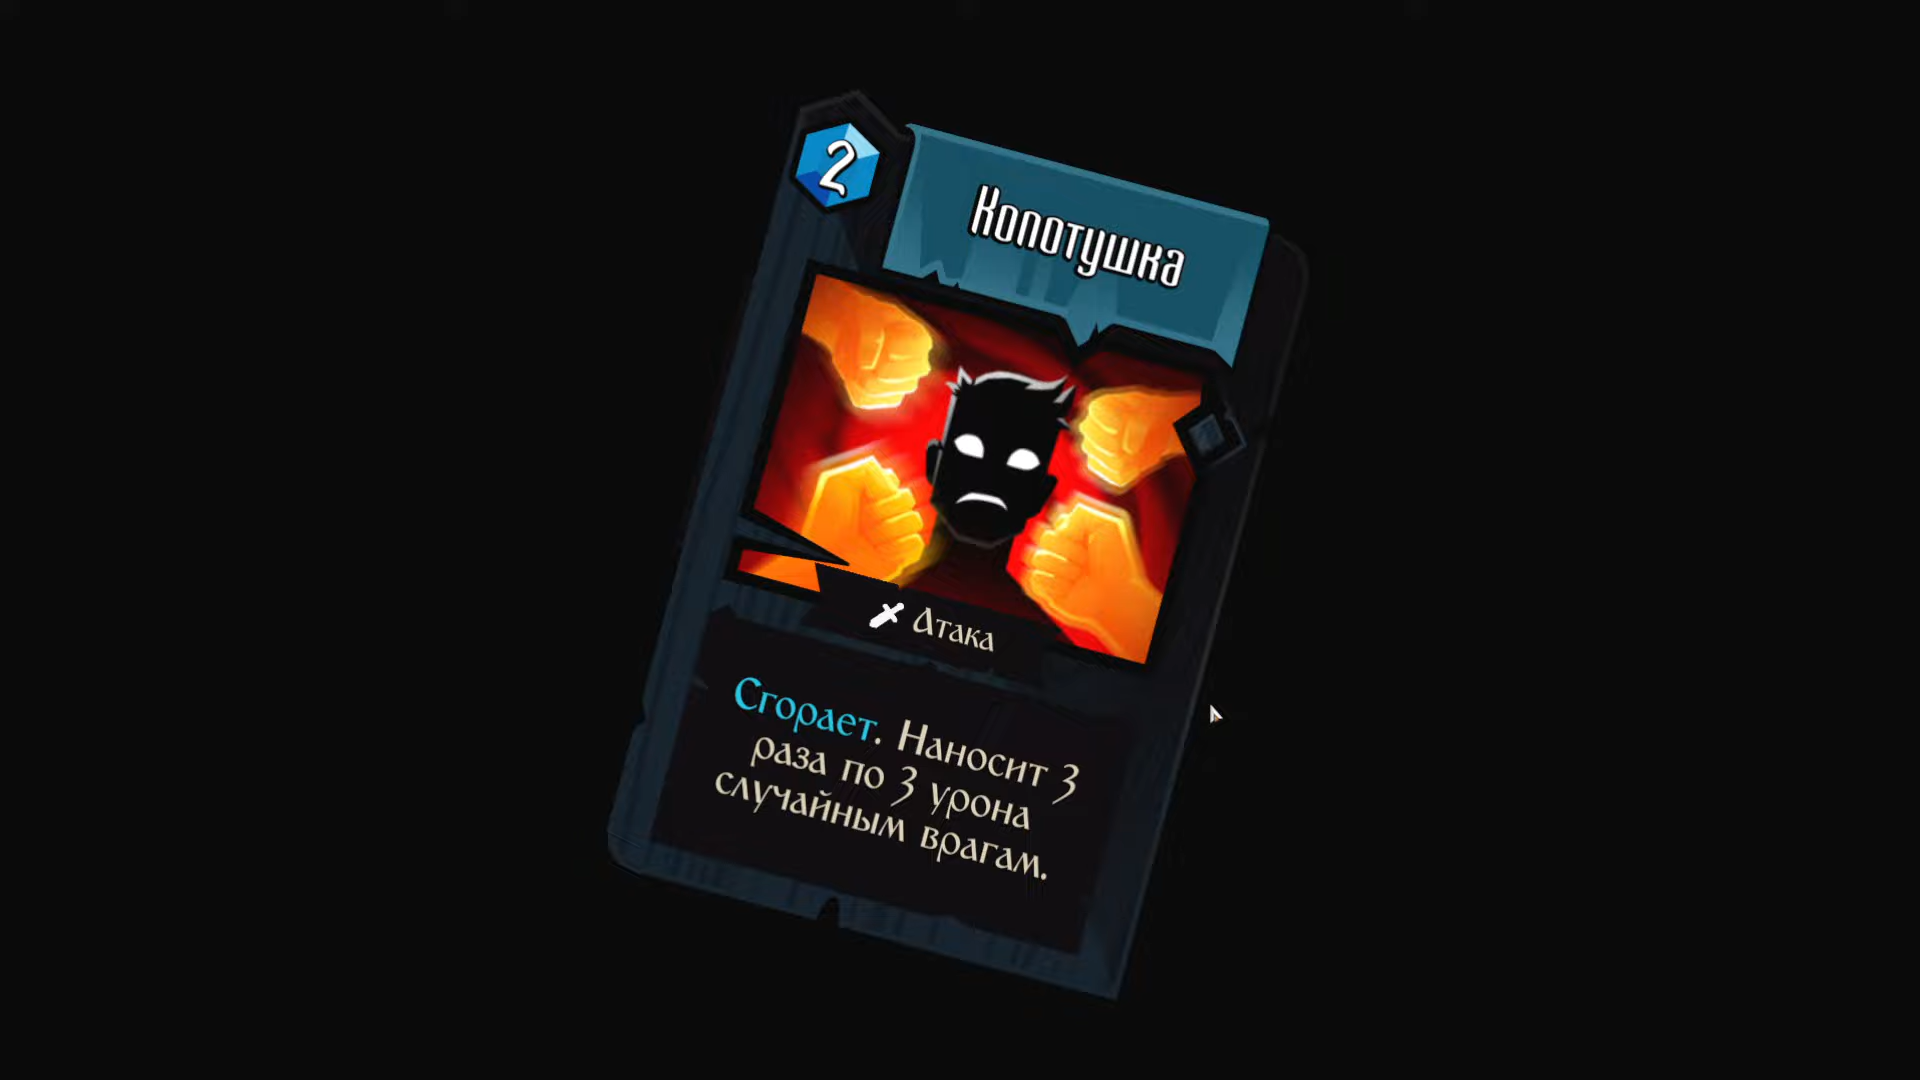 2
Колотушка
Атака
Сгорает. Наносит 3
раза по 3 урона
случайным врагам.